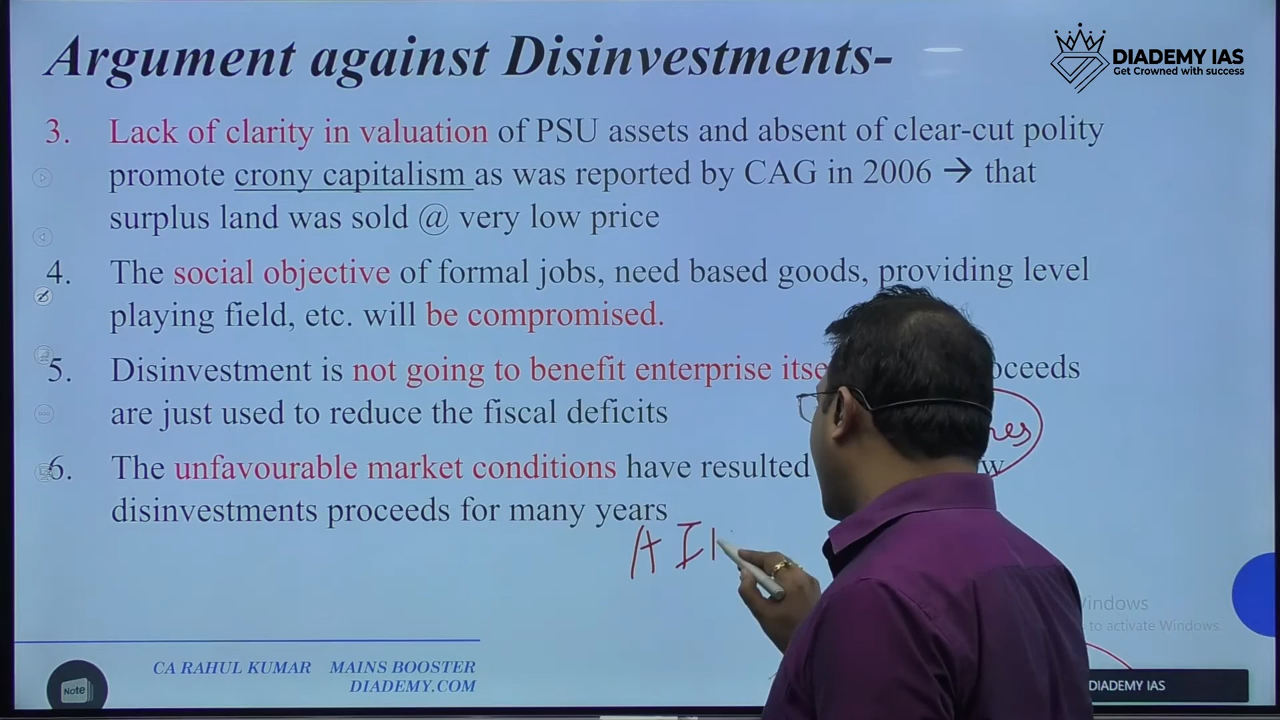 Argument against Disinvestments-
DIADEMY IAS
Get Crowned with success
3. Lack of clarity in valuation of PSU assets and absent of clear-cut polity
promote crony capitalism as was reported by CAG in 2006 → that
surplus land was sold @ very low price
4. The social objective of formal jobs, need based goods, providing level
playing field, etc. will be compromised.
5. Disinvestment is not going to benefit enterprise
are just used to reduce the fiscal deficits
6. The unfavourable market conditions have resulted
disinvestments proceeds for many years
A I
Windows
to activate Windows.
CA RAHUL KUMAR MAINS BOOSTER
DIADEMY.COM
Note
DIADEMY IAS